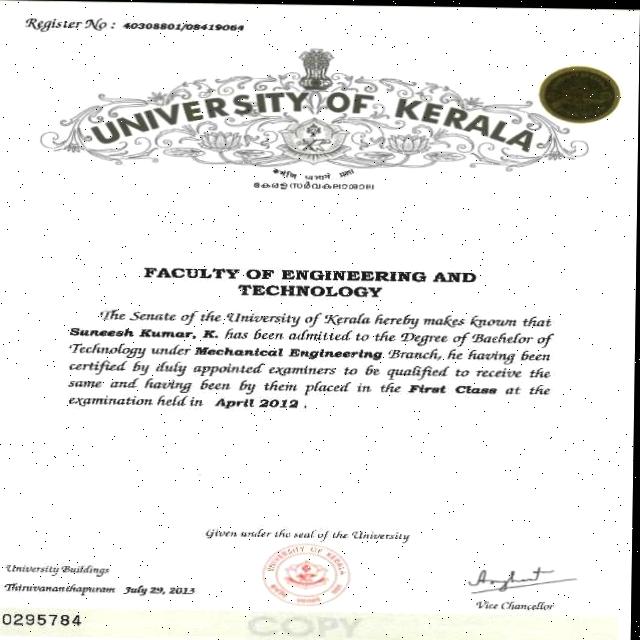 Register No : 40308801/08419064
UNIVERSITY OF KERALA
കേരള സർവകലാശാല
FACULTY OF ENGINEERING AND
TECHNOLOGY
The Senate of the University of Kerala hereby makes known that
Suneesh Kumar. K. has been admitted to the Degree of Bachelor of
Technology under Mechanical Engineering Branch, he having been
certified by duly appointed examiners to be qualified to receive the
same and having been by them placed in the First Class at the
examination held in April 2012 .
Given under the seal of the University
UNIVERSITY OF KERALA
University Buildings
Thiruvananthapuram July 29, 2013
Vice Chancellor
0295784
COPY